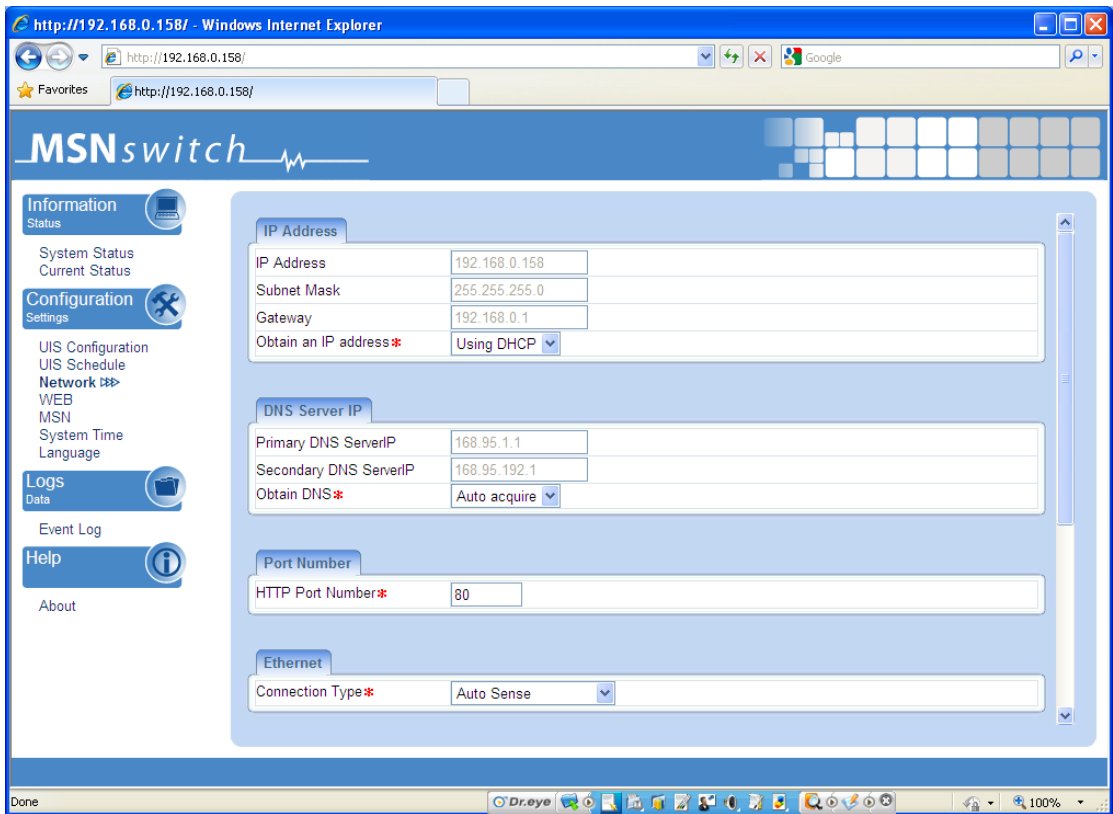 http://192.168.0.158/ - Windows Internet Explorer
http://192.168.0.158/
Google
Favorites
http://192.168.0.158/
MSNswitch
Information
Status
System Status
Current Status
Configuration
Settings
UIS Configuration
UIS Schedule
Network
WEB
MSN
System Time
Language
Logs
Data
Event Log
Help
About
IP Address
IP Address 192.168.0.158
Subnet Mask 255.255.255.0
Gateway 192.168.0.1
Obtain an IP address* Using DHCP
DNS Server IP
Primary DNS ServerIP 168.95.1.1
Secondary DNS ServerIP 168.95.192.1
Obtain DNS* Auto acquire
Port Number
HTTP Port Number* 80
Ethernet
Connection Type* Auto Sense
Done
Dr.eye
100%